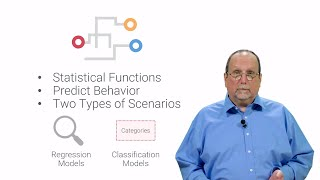 • Statistical Functions
• Predict Behavior
• Two Types of Scenarios
Categories
Regression
Models
Classification
Models